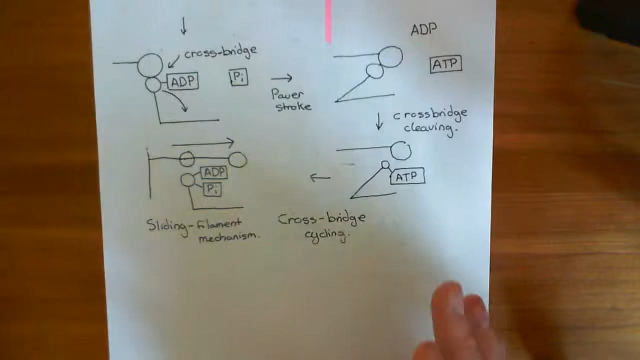 ADP
cross-bridge
ADP
Pi
Power
stroke
ATP
crossbridge
cleaving.
ADP
Pi
ATP
Sliding-filament
mechanism.
Cross-bridge
cycling.